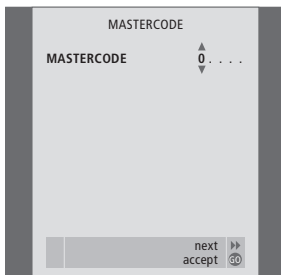 MASTERCODE
MASTERCODE 0 . . . .
next
accept GO